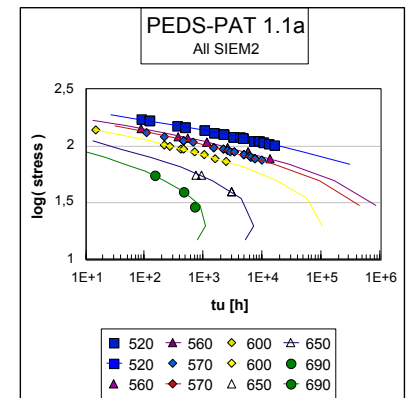 PEDS-PAT 1.1a
All SIEM2
2,5
2
1,5
1
log( stress )
1E+1 1E+2 1E+3 1E+4 1E+5 1E+6
tu [h]
520 560 600 650
520 570 600 690
560 570 650 690